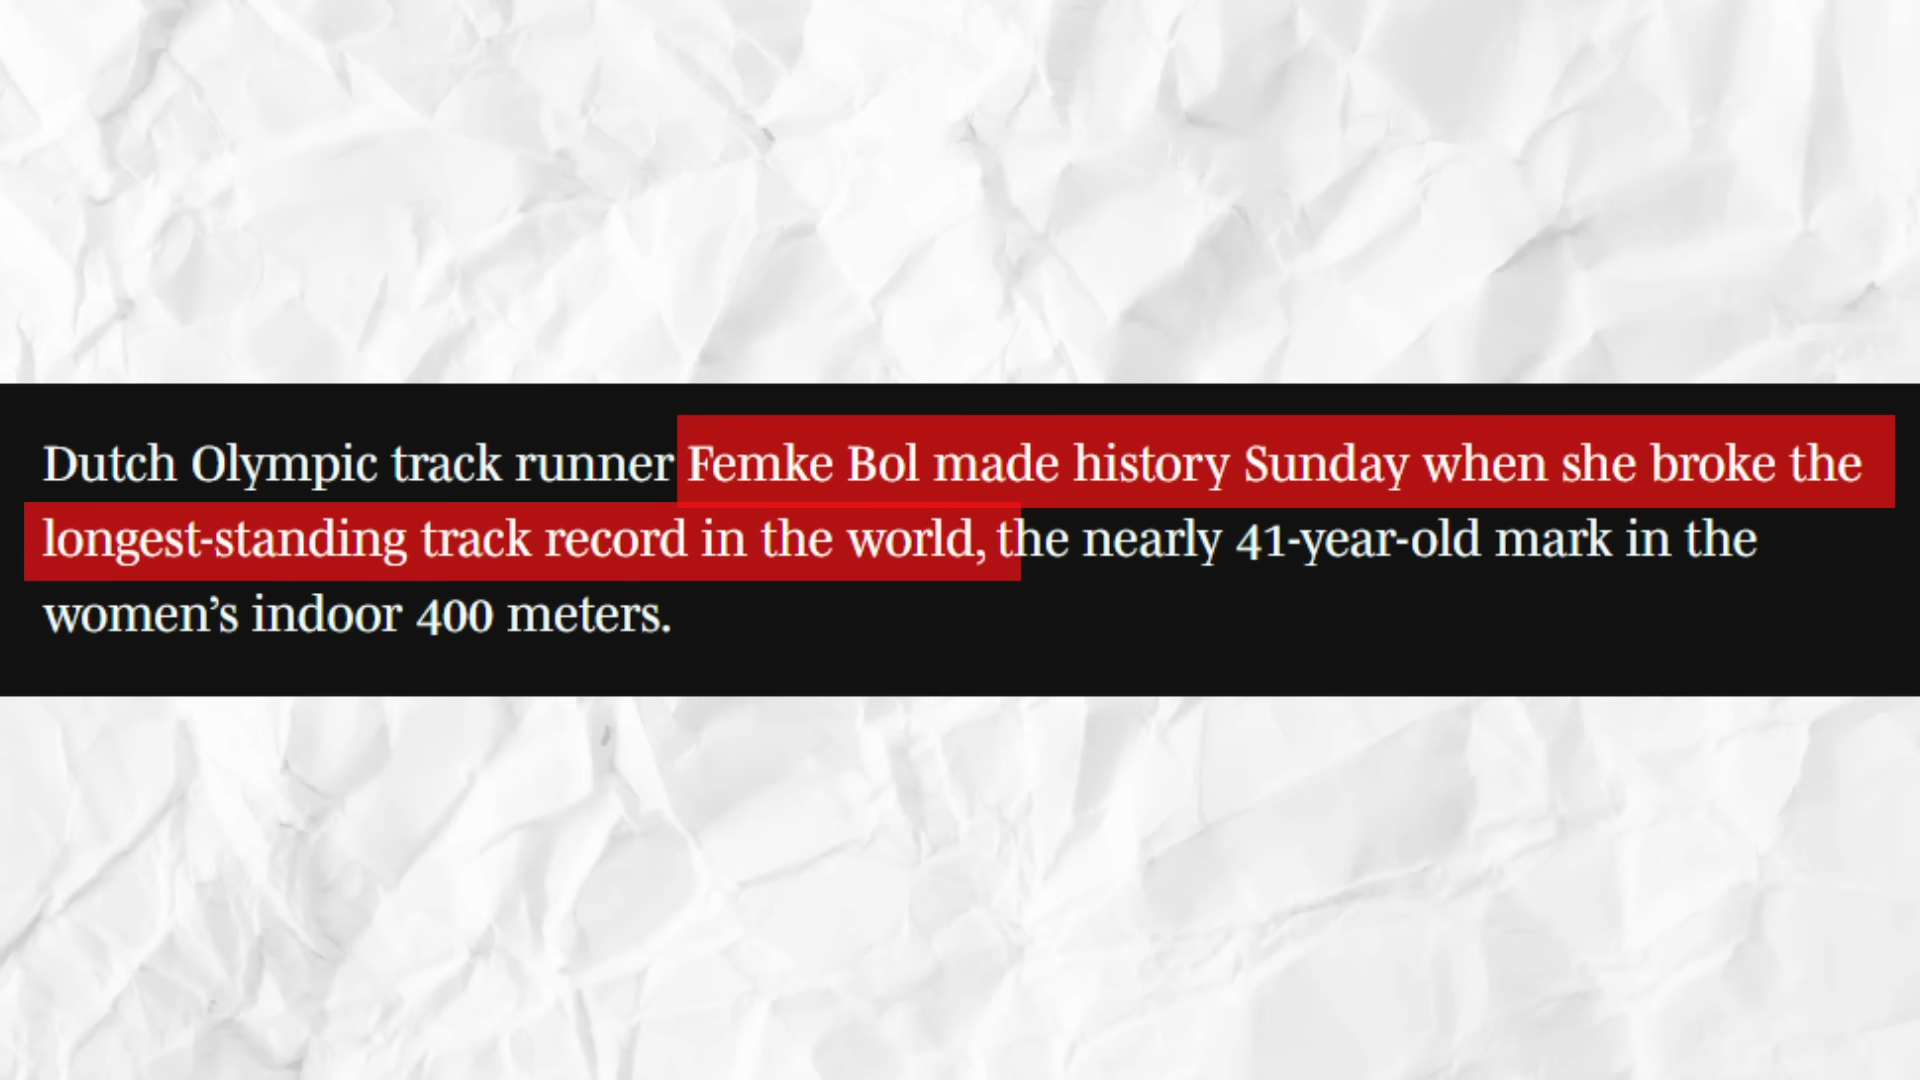 Dutch Olympic track runner Femke Bol made history Sunday when she broke the
longest-standing track record in the world, the nearly 41-year-old mark in the
women’s indoor 400 meters.